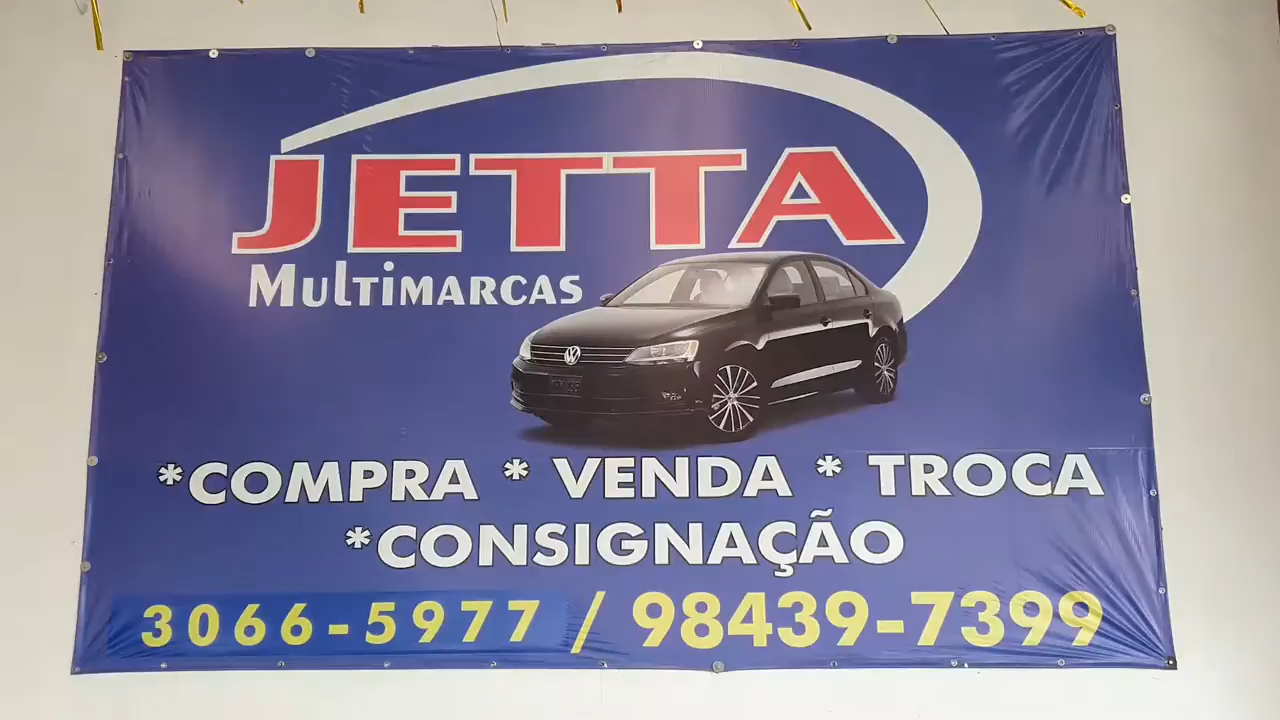 JETTA
MULTIMARCAS
*COMPRA * VENDA * TROCA
*CONSIGNAÇÃO
3066-5977 / 98439-7399